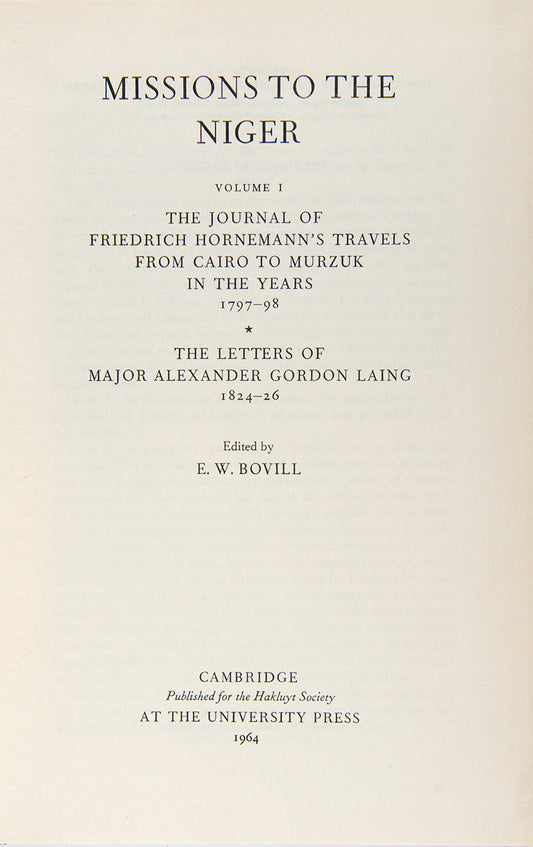 MISSIONS TO THE
NIGER
VOLUME I
THE JOURNAL OF
FRIEDRICH HORNEMANN'S TRAVELS
FROM CAIRO TO MURZUK
IN THE YEARS
1797–98
★
THE LETTERS OF
MAJOR ALEXANDER GORDON LAING
1824–26
Edited by
E. W. BOVILL
CAMBRIDGE
Published for the Hakluyt Society
AT THE UNIVERSITY PRESS
1964